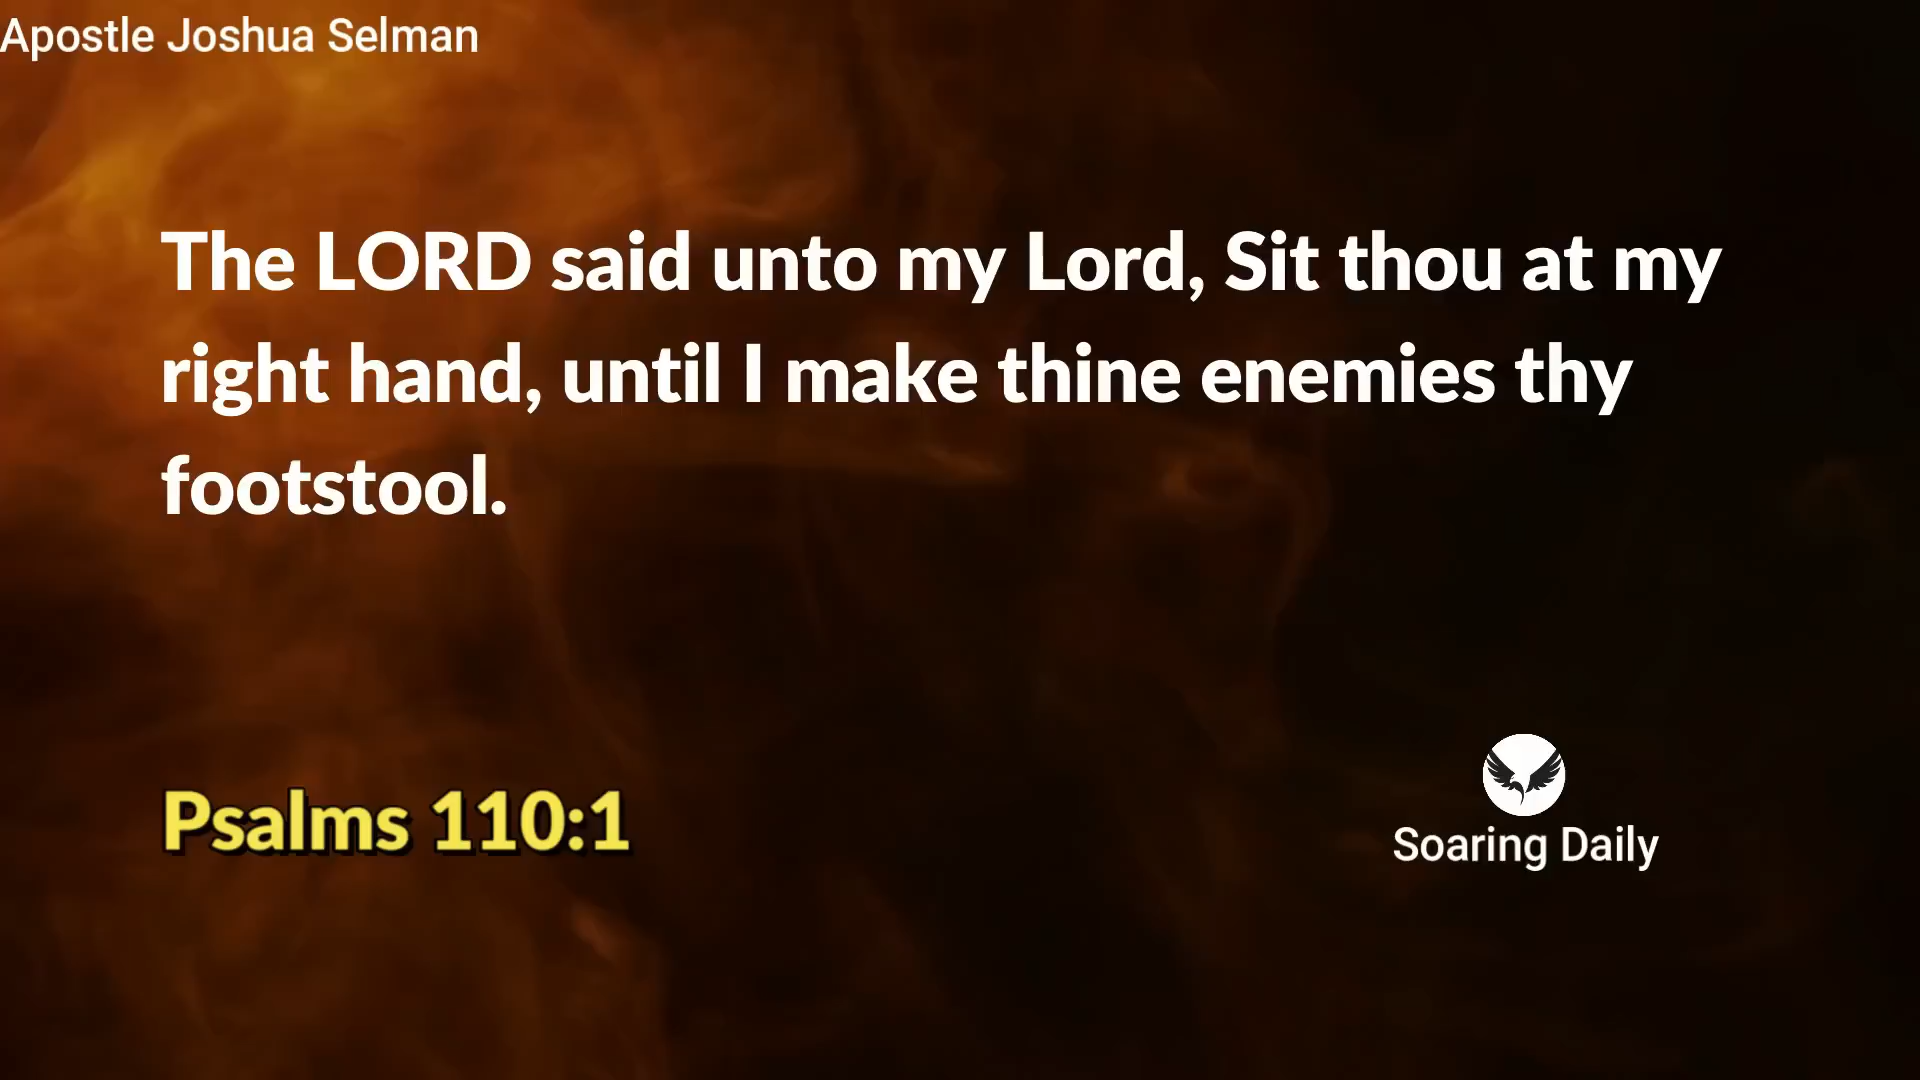 Apostle Joshua Selman
The LORD said unto my Lord, Sit thou at my
right hand, until I make thine enemies thy
footstool.
Psalms 110:1
Soaring Daily